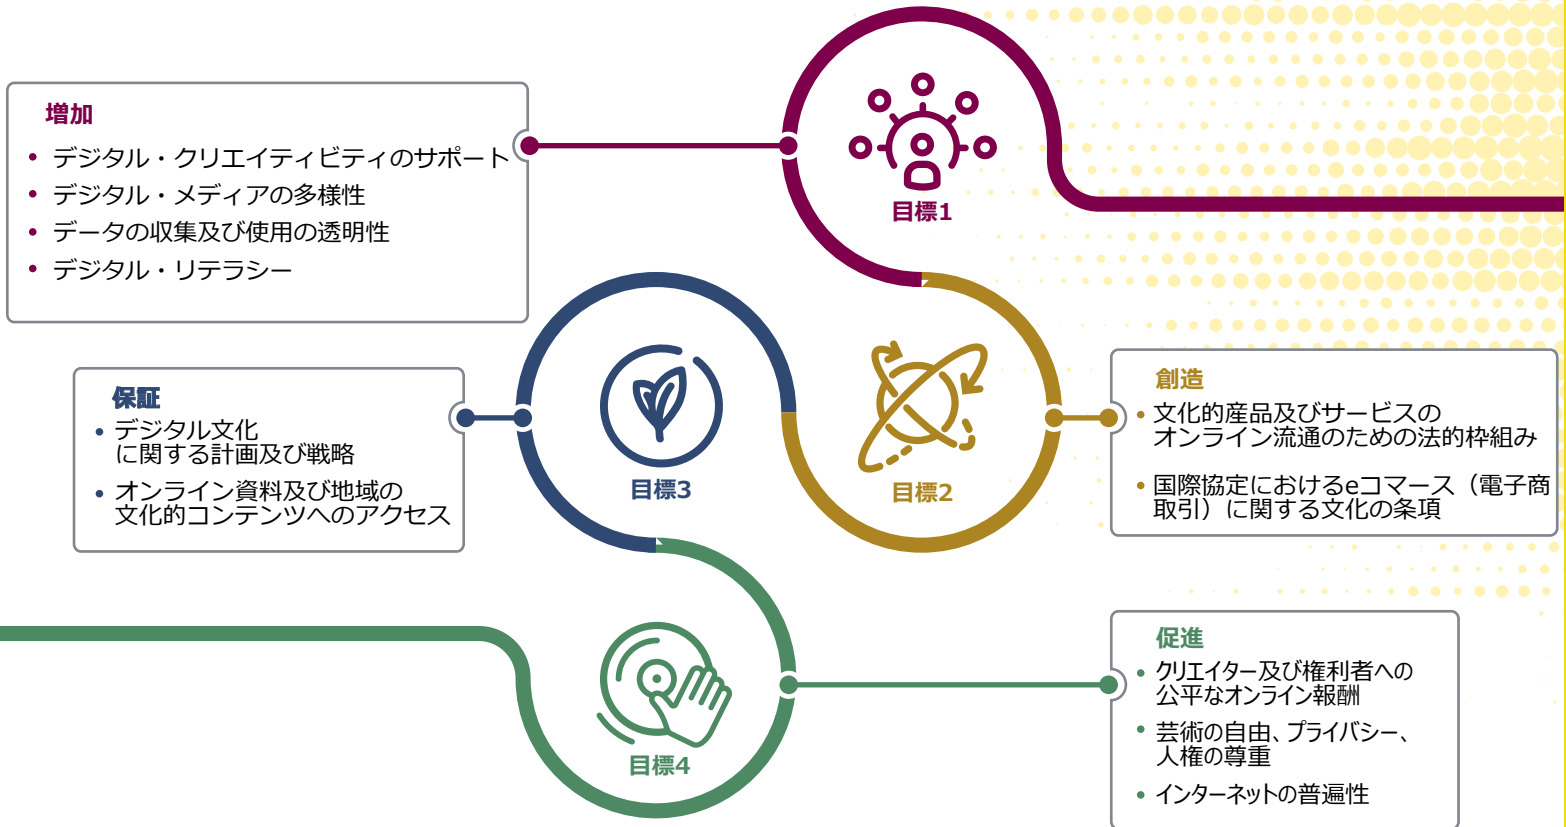 目標1
増加
• デジタル・クリエイティビティのサポート
• デジタル・メディアの多様性
• データの収集及び使用の透明性
• デジタル・リテラシー
目標2
創造
• 文化的産品及びサービスの
オンライン流通のための法的枠組み
• 国際協定におけるeコマース（電子商
取引）に関する文化の条項
目標3
保証
• デジタル文化
に関する計画及び戦略
• オンライン資料及び地域の
文化的コンテンツへのアクセス
目標4
促進
• クリエイター及び権利者への
公平なオンライン報酬
• 芸術の自由、プライバシー、
人権の尊重
• インターネットの普遍性